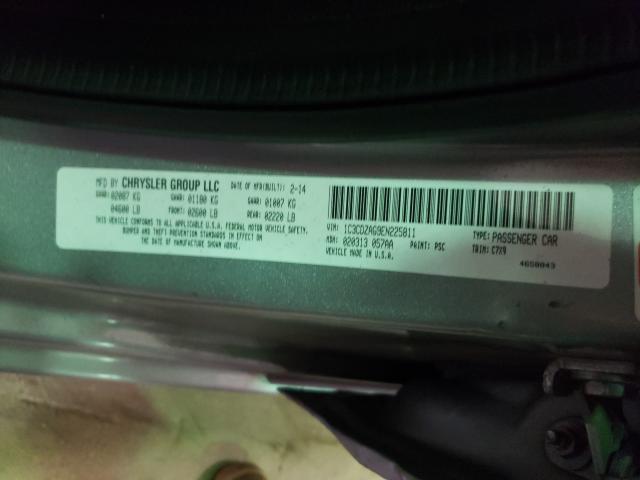 MFD BY CHRYSLER GROUP LLC DATE OF MFR(BUILT): 2-14
GVWR: 02087 KG GAWR: 01180 KG GAWR: 01007 KG
04600 LB FRONT: 02600 LB REAR: 02220 LB
THIS VEHICLE CONFORMS TO ALL APPLICABLE U.S.A. FEDERAL MOTOR VEHICLE SAFETY,
BUMPER AND THEFT PREVENTION STANDARDS IN EFFECT ON THE
DATE OF MANUFACTURE SHOWN ABOVE.
VIN: 1C3CDZAG9EN225811 TYPE: PASSENGER CAR
MDH: 020313 057AA PAINT: PSC TRIM: C7X9
VEHICLE MADE IN U.S.A. 4658043